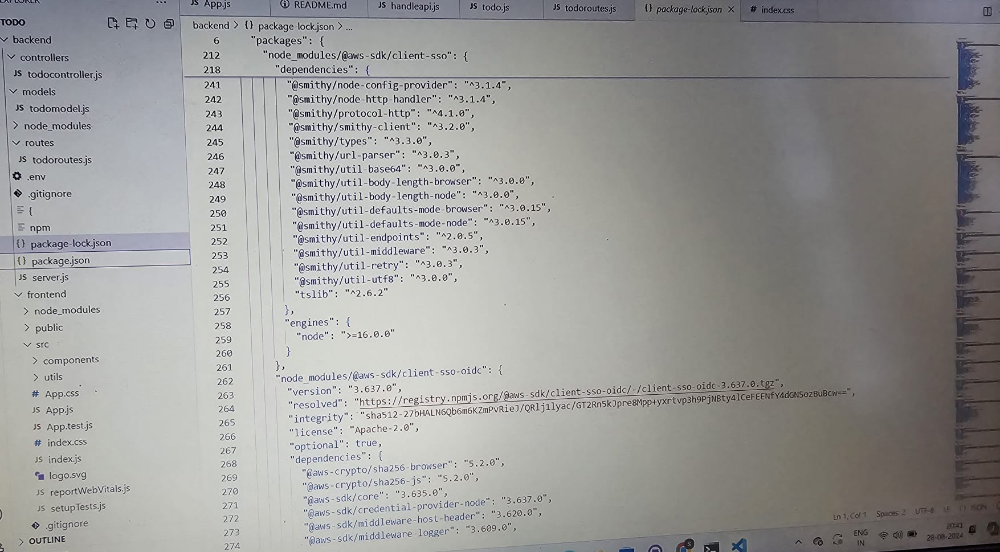 TODO
backend
controllers
JS todocontroller.js
models
JS todomodel.js
node_modules
routes
JS todoroutes.js
.env
.gitignore
{
npm
{} package-lock.json
{} package.json
JS server.js
frontend
node_modules
public
src
components
utils
# App.css
JS App.js
JS App.test.js
# index.css
JS index.js
logo.svg
JS reportWebVitals.js
JS setupTests.js
.gitignore
OUTLINE
JS App.js
README.md
JS handleapi.js
JS todo.js
JS todoroutes.js
{} package-lock.json ×
# index.css
backend > {} package-lock.json > ...
6 "packages": {
212 "node_modules/@aws-sdk/client-sso": {
218 "dependencies": {
241 "@smithy/node-config-provider": "^3.1.4",
242 "@smithy/node-http-handler": "^3.1.4",
243 "@smithy/protocol-http": "^4.1.0",
244 "@smithy/smithy-client": "^3.2.0",
245 "@smithy/types": "^3.3.0",
246 "@smithy/url-parser": "^3.0.3",
247 "@smithy/util-base64": "^3.0.0",
248 "@smithy/util-body-length-browser": "^3.0.0",
249 "@smithy/util-body-length-node": "^3.0.0",
250 "@smithy/util-defaults-mode-browser": "^3.0.15",
251 "@smithy/util-defaults-mode-node": "^3.0.15",
252 "@smithy/util-endpoints": "^2.0.5",
253 "@smithy/util-middleware": "^3.0.3",
254 "@smithy/util-retry": "^3.0.3",
255 "@smithy/util-utf8": "^3.0.0",
256 "tslib": "^2.6.2"
257 },
258 "engines": {
259 "node": ">=16.0.0"
260 }
261 },
262 "node_modules/@aws-sdk/client-sso-oidc": {
263 "version": "3.637.0",
264 "resolved": "https://registry.npmjs.org/@aws-sdk/client-sso-oidc/-/client-sso-oidc-3.637.0.tgz",
265 "integrity": "sha512-27bHALN6Qb6m6KZmPvRieJ/QRlj1lyac/GT2Rn5kJpre8Mpp+yxrtvp3h9PjNBty4lCeFEENfY4dGNSozBuBcw==",
266 "license": "Apache-2.0",
267 "optional": true,
268 "dependencies": {
269 "@aws-crypto/sha256-browser": "5.2.0",
270 "@aws-crypto/sha256-js": "5.2.0",
271 "@aws-sdk/core": "3.635.0",
272 "@aws-sdk/credential-provider-node": "3.637.0",
273 "@aws-sdk/middleware-host-header": "3.620.0",
274 "@aws-sdk/middleware-logger": "3.609.0",
Ln 1, Col 1 Spaces: 2 UTF-8 LF {} JSON
ENG
IN
20:41
28-08-2024